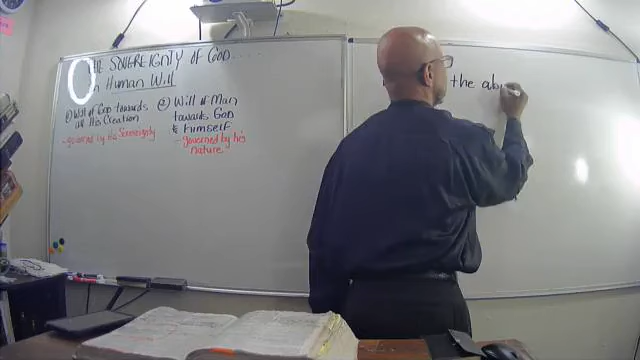 THE SOVEREIGNTY OF GOD....
n Human Will
① Will of God towards
all His Creation
- governed by His Sovereignty
② Will of Man
towards God
& himself
- governed by his
nature
the abi